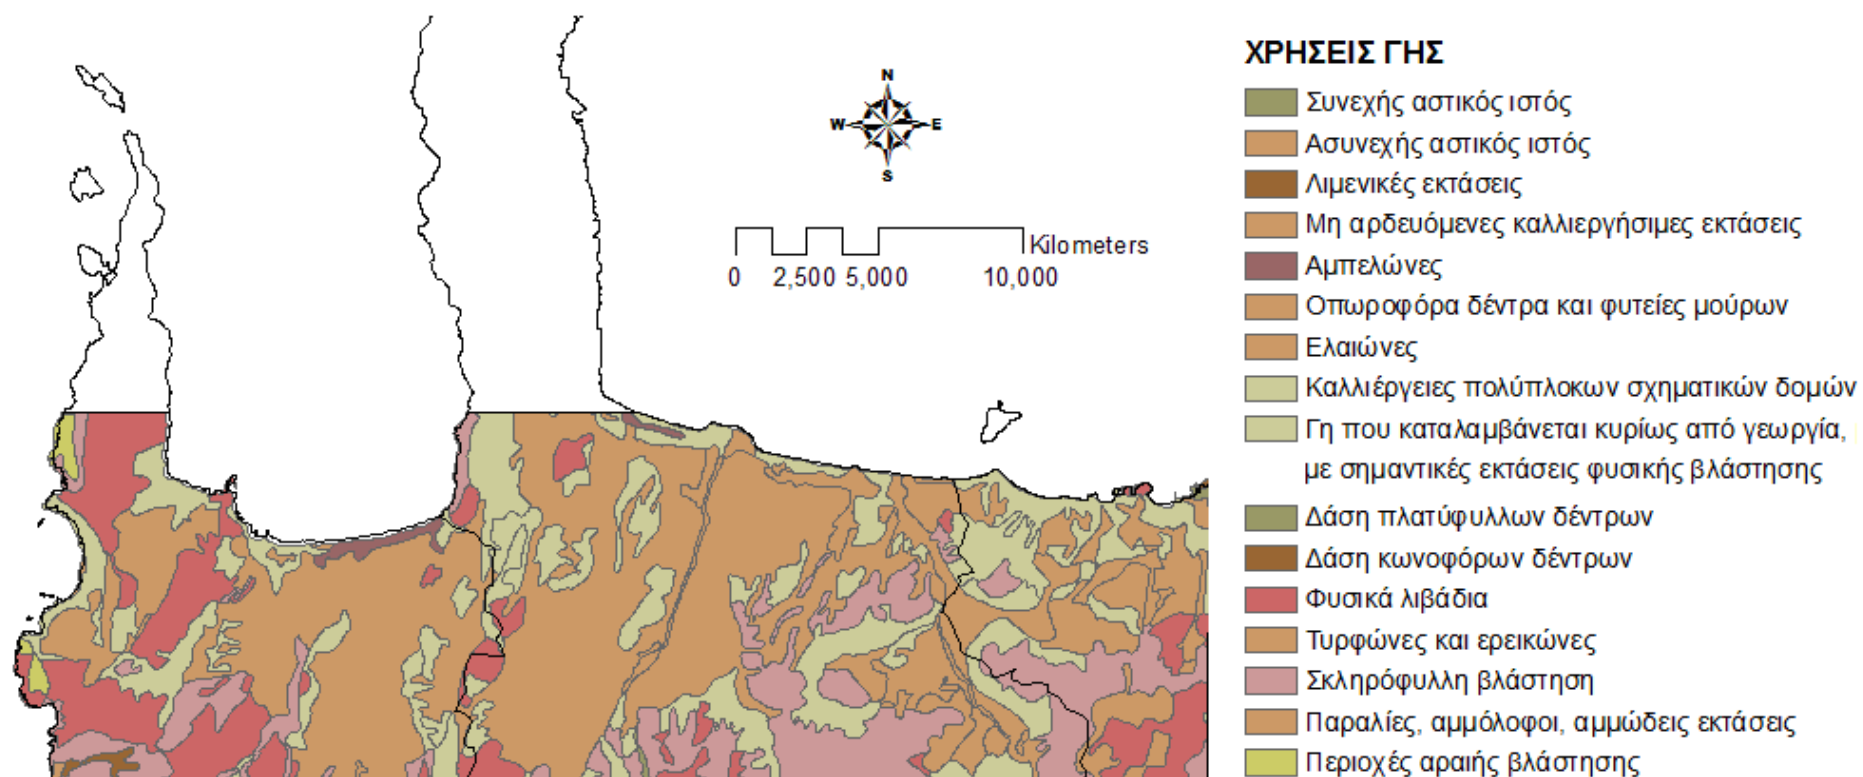 N
W E
S
Kilometers
0 2,500 5,000 10,000
ΧΡΗΣΕΙΣ ΓΗΣ
Συνεχής αστικός ιστός
Ασυνεχής αστικός ιστός
Λιμενικές εκτάσεις
Μη αρδευόμενες καλλιεργήσιμες εκτάσεις
Αμπελώνες
Οπωροφόρα δέντρα και φυτείες μούρων
Ελαιώνες
Καλλιέργειες πολύπλοκων σχηματικών δομών
Γη που καταλαμβάνεται κυρίως από γεωργία,
με σημαντικές εκτάσεις φυσικής βλάστησης
Δάση πλατύφυλλων δέντρων
Δάση κωνοφόρων δέντρων
Φυσικά λιβάδια
Τυρφώνες και ερεικώνες
Σκληρόφυλλη βλάστηση
Παραλίες, αμμόλοφοι, αμμώδεις εκτάσεις
Περιοχές αραιής βλάστησης